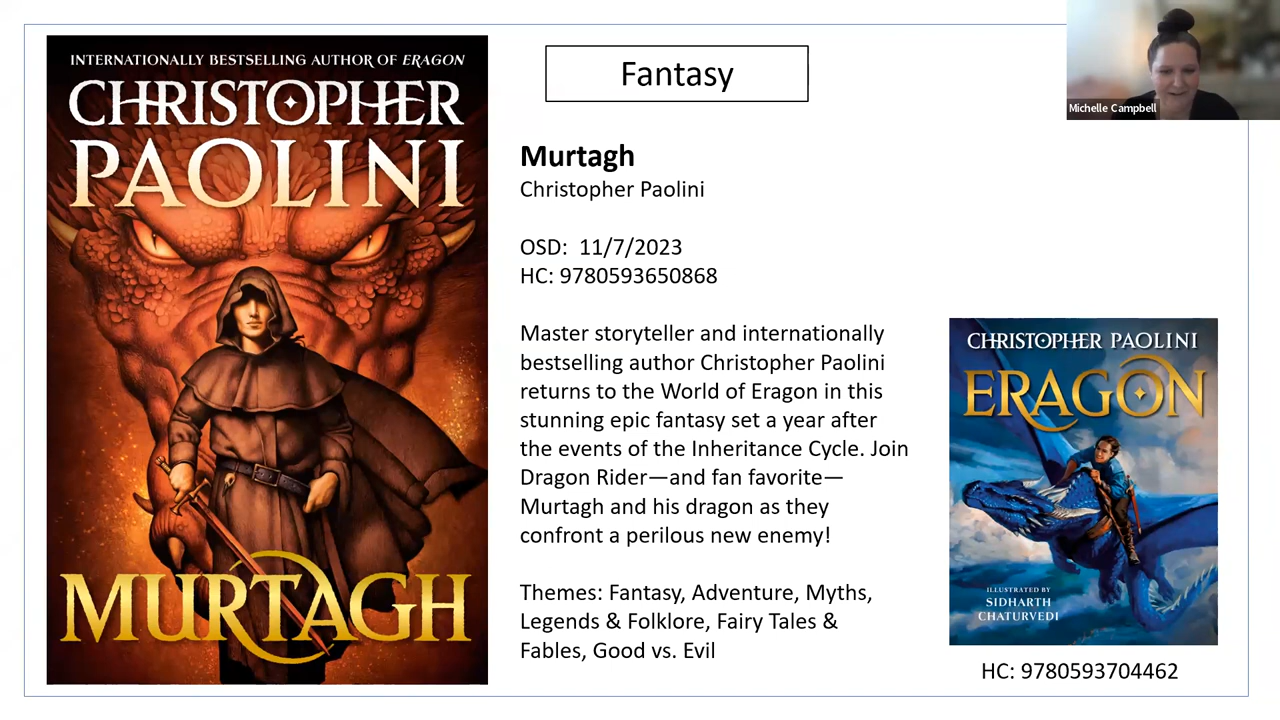 INTERNATIONALLY BESTSELLING AUTHOR OF ERAGON
CHRISTOPHER
PAOLINI
MURTAGH
Fantasy
Murtagh
Christopher Paolini
OSD:  11/7/2023
HC: 9780593650868
Master storyteller and internationally
bestselling author Christopher Paolini
returns to the World of Eragon in this
stunning epic fantasy set a year after
the events of the Inheritance Cycle. Join
Dragon Rider—and fan favorite—
Murtagh and his dragon as they
confront a perilous new enemy!
Themes: Fantasy, Adventure, Myths,
Legends & Folklore, Fairy Tales &
Fables, Good vs. Evil
Michelle Campbell
CHRISTOPHER PAOLINI
ERAGON
ILLUSTRATED BY
SIDHARTH
CHATURVEDI
HC: 9780593704462